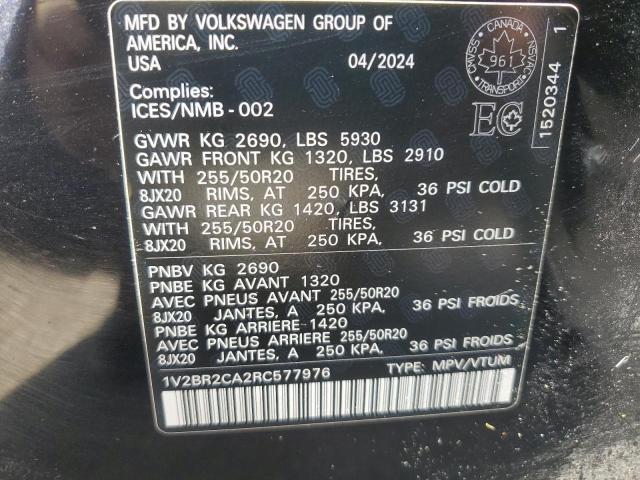 MFD BY VOLKSWAGEN GROUP OF
AMERICA, INC.
USA 04/2024
CANADA
NSVAC CMVSS
961
TRANSPORT
EC
1520344 1
Complies:
ICES/NMB-002
GVWR KG 2690, LBS 5930
GAWR FRONT KG 1320, LBS 2910
WITH 255/50R20 TIRES,
8JX20 RIMS, AT 250 KPA, 36 PSI COLD
GAWR REAR KG 1420, LBS 3131
WITH 255/50R20 TIRES,
8JX20 RIMS, AT 250 KPA, 36 PSI COLD
PNBV KG 2690
PNBE KG AVANT 1320
AVEC PNEUS AVANT 255/50R20
8JX20 JANTES, A 250 KPA, 36 PSI FROIDS
PNBE KG ARRIERE 1420
AVEC PNEUS ARRIERE 255/50R20
8JX20 JANTES, A 250 KPA, 36 PSI FROIDS
1V2BR2CA2RC577976 TYPE: MPV/VTUM